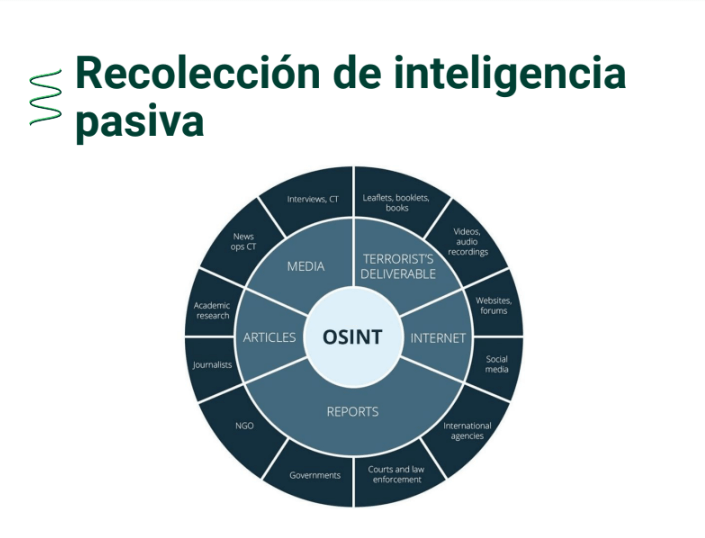 Recolección de inteligencia
pasiva
Interviews, CT
Leaflets, booklets,
books
News
ops CT
Videos,
audio
recordings
MEDIA
TERRORIST'S
DELIVERABLE
Academic
research
Websites,
forums
ARTICLES
OSINT
INTERNET
Journalists
Social
media
REPORTS
NGO
International
agencies
Governments
Courts and law
enforcement